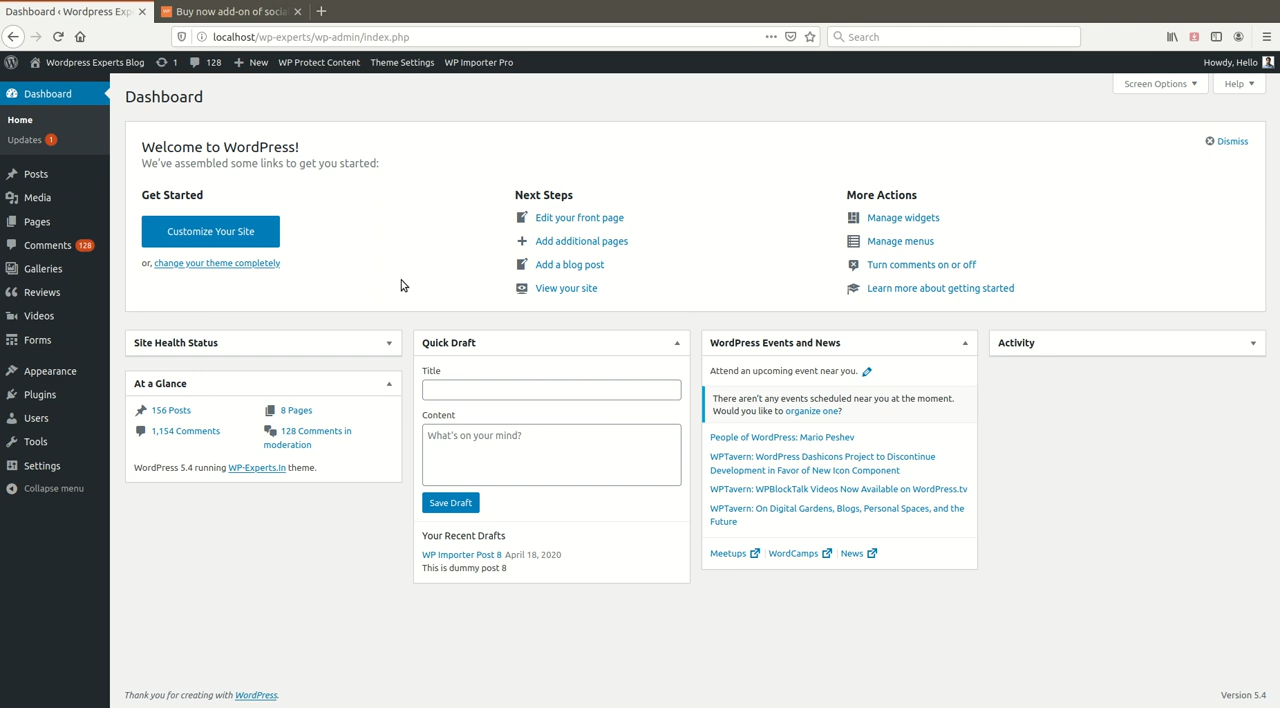 Dashboard ‹ Wordpress Exp
Buy now add-on of socia
localhost/wp-experts/wp-admin/index.php
Search
Wordpress Experts Blog
1
128
New
WP Protect Content
Theme Settings
WP Importer Pro
Howdy, Hello
Dashboard
Home
Updates 1
Posts
Media
Pages
Comments 128
Galleries
Reviews
Videos
Forms
Appearance
Plugins
Users
Tools
Settings
Collapse menu
Dashboard
Screen Options
Help
Welcome to WordPress!
We've assembled some links to get you started:
Dismiss
Get Started
Customize Your Site
or, change your theme completely
Next Steps
Edit your front page
Add additional pages
Add a blog post
View your site
More Actions
Manage widgets
Manage menus
Turn comments on or off
Learn more about getting started
Site Health Status
At a Glance
156 Posts
8 Pages
1,154 Comments
128 Comments in
moderation
WordPress 5.4 running WP-Experts.In theme.
Quick Draft
Title
Content
What's on your mind?
Save Draft
Your Recent Drafts
WP Importer Post 8 April 18, 2020
This is dummy post 8
WordPress Events and News
Attend an upcoming event near you.
There aren't any events scheduled near you at the moment.
Would you like to organize one?
People of WordPress: Mario Peshev
WPTavern: WordPress Dashicons Project to Discontinue
Development in Favor of New Icon Component
WPTavern: WPBlockTalk Videos Now Available on WordPress.tv
WPTavern: On Digital Gardens, Blogs, Personal Spaces, and the
Future
Meetups
WordCamps
News
Activity
Thank you for creating with WordPress.
Version 5.4